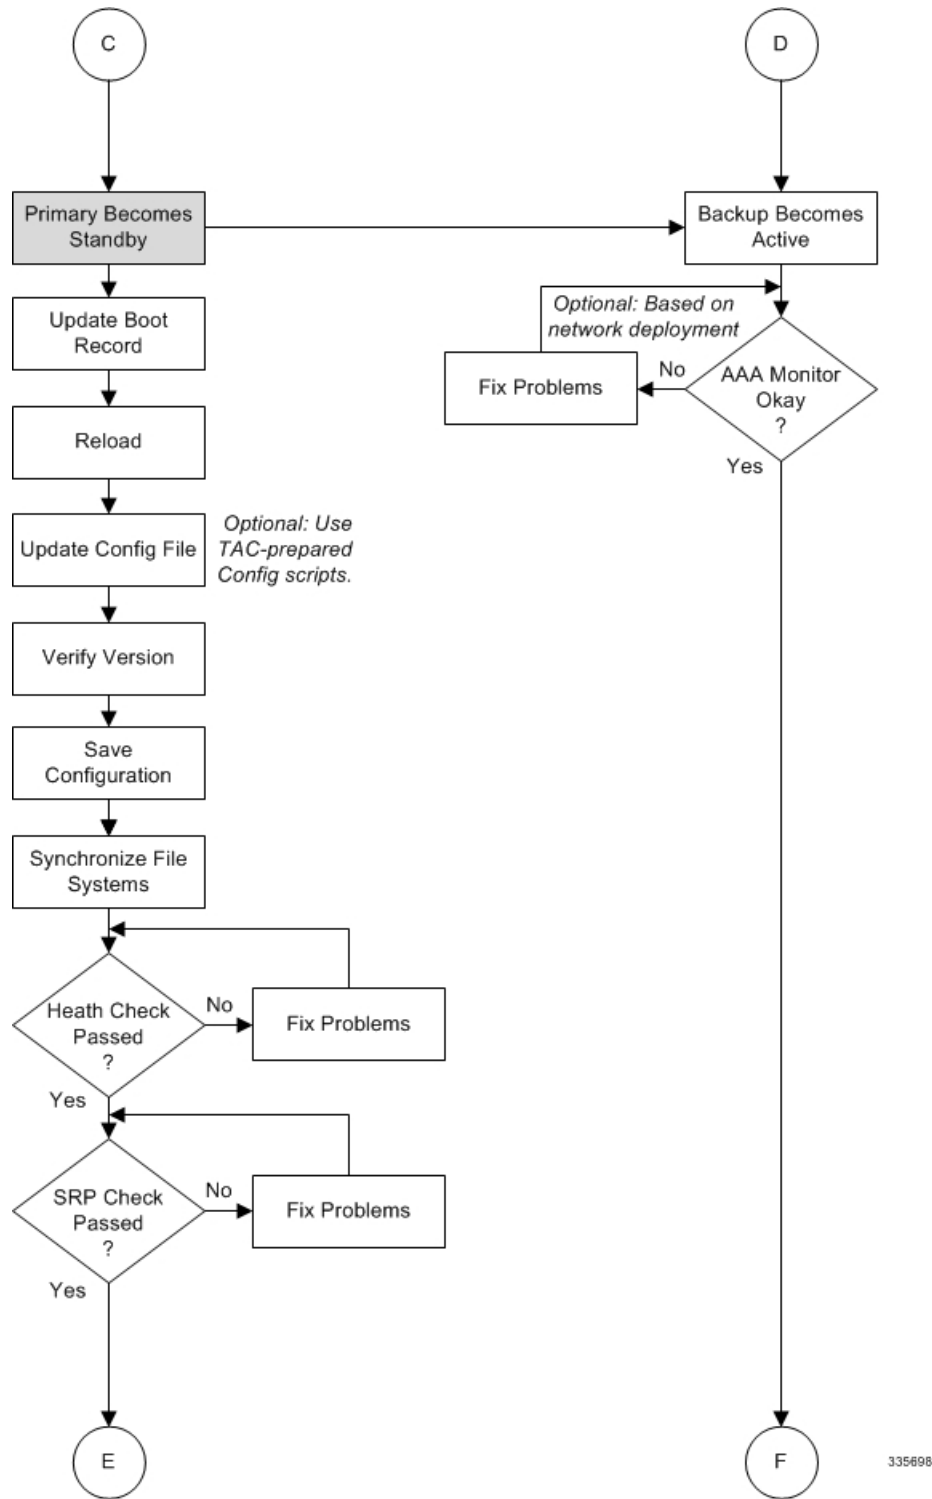 C
D
Primary Becomes
Standby
Backup Becomes
Active
Update Boot
Record
Optional: Based on
network deployment
Fix Problems
No
AAA Monitor
Okay
?
Yes
Reload
Update Config File
Optional: Use
TAC-prepared
Config scripts.
Verify Version
Save
Configuration
Synchronize File
Systems
Heath Check
Passed
?
No
Fix Problems
Yes
SRP Check
Passed
?
No
Fix Problems
Yes
E
F
335698